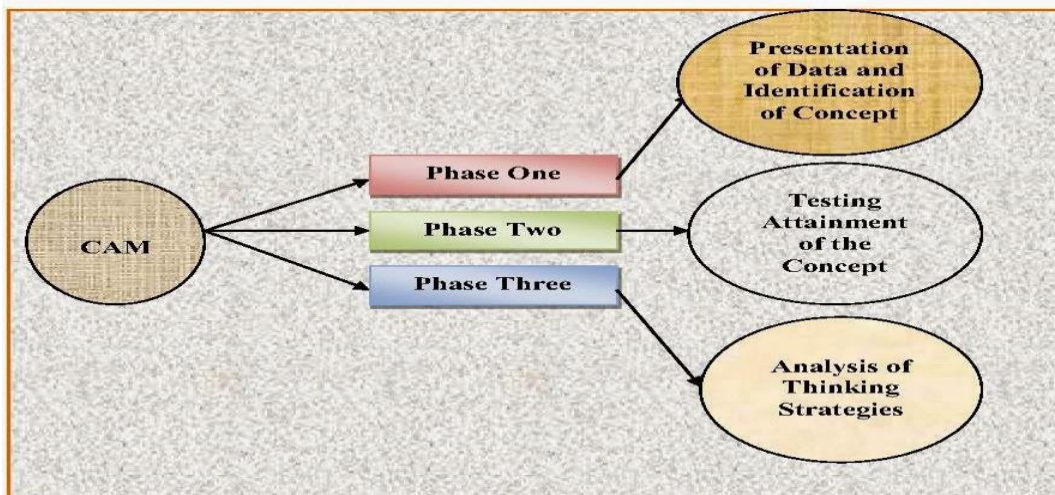 CAM
Phase One
Phase Two
Phase Three
Presentation
of Data and
Identification
of Concept
Testing
Attainment
of the
Concept
Analysis of
Thinking
Strategies